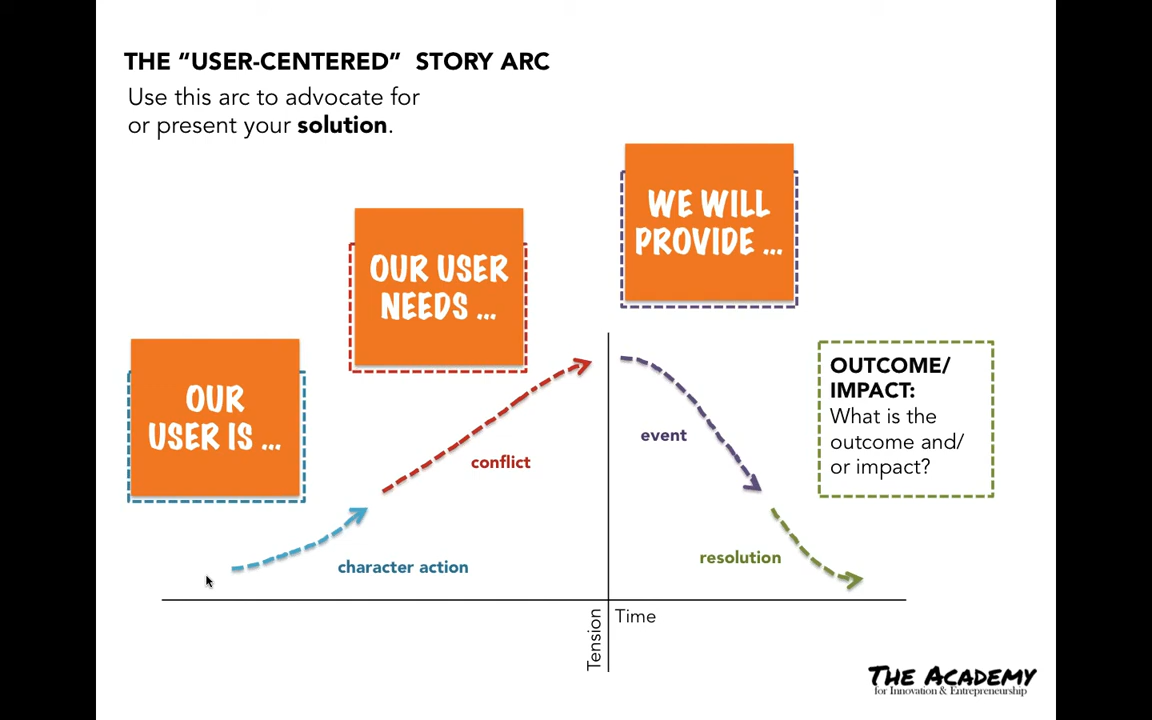 THE “USER-CENTERED” STORY ARC
Use this arc to advocate for
or present your solution.
WE WILL
PROVIDE ...
OUR USER
NEEDS ...
OUR
USER IS ...
OUTCOME/
IMPACT:
What is the
outcome and/
or impact?
event
conflict
resolution
character action
Tension
Time
THE ACADEMY
for Innovation & Entrepreneurship